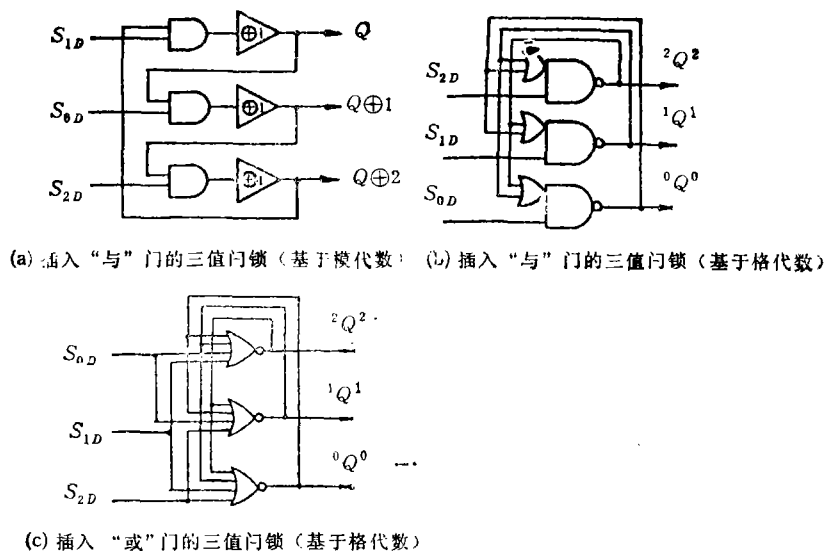 S₁D ⊕1 Q
S₀D ⊕1 Q⊕1
S₂D ⊕1 Q⊕2
S₂D ²Q²
S₁D ¹Q¹
S₀D ⁰Q⁰
(a) 插入“与”门的三值闩锁（基于模代数）
(b) 插入“与”门的三值闩锁（基于格代数）
S₀D ²Q²
S₁D ¹Q¹
S₂D ⁰Q⁰
(c) 插入“或”门的三值闩锁（基于格代数）